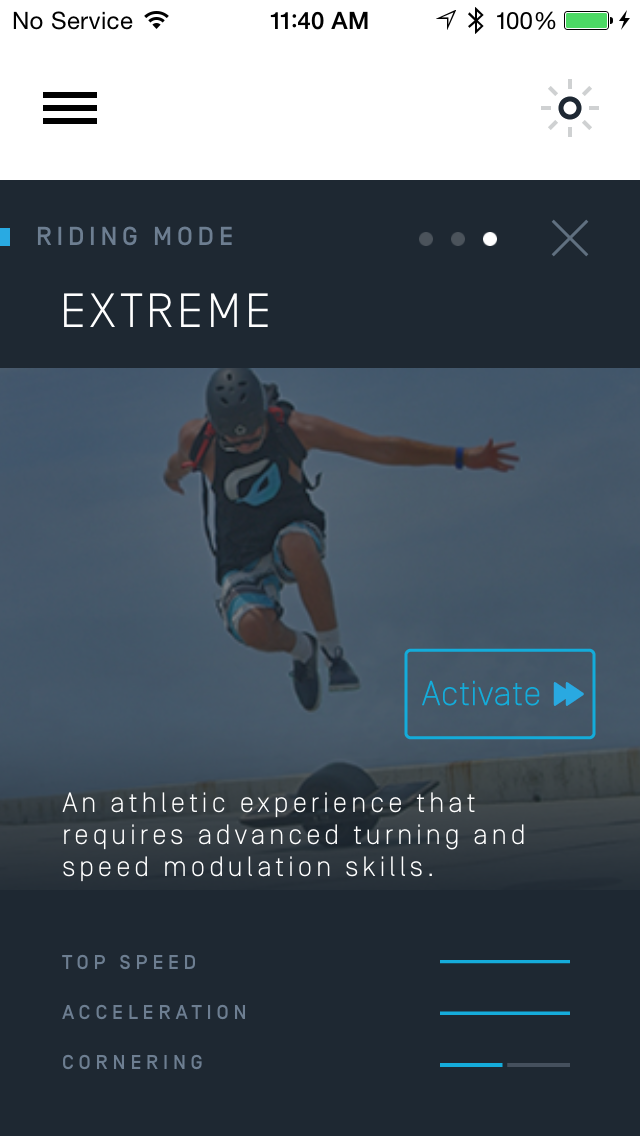 No Service 11:40 AM 100%
RIDING MODE
EXTREME
Activate
An athletic experience that
requires advanced turning and
speed modulation skills.
TOP SPEED
ACCELERATION
CORNERING